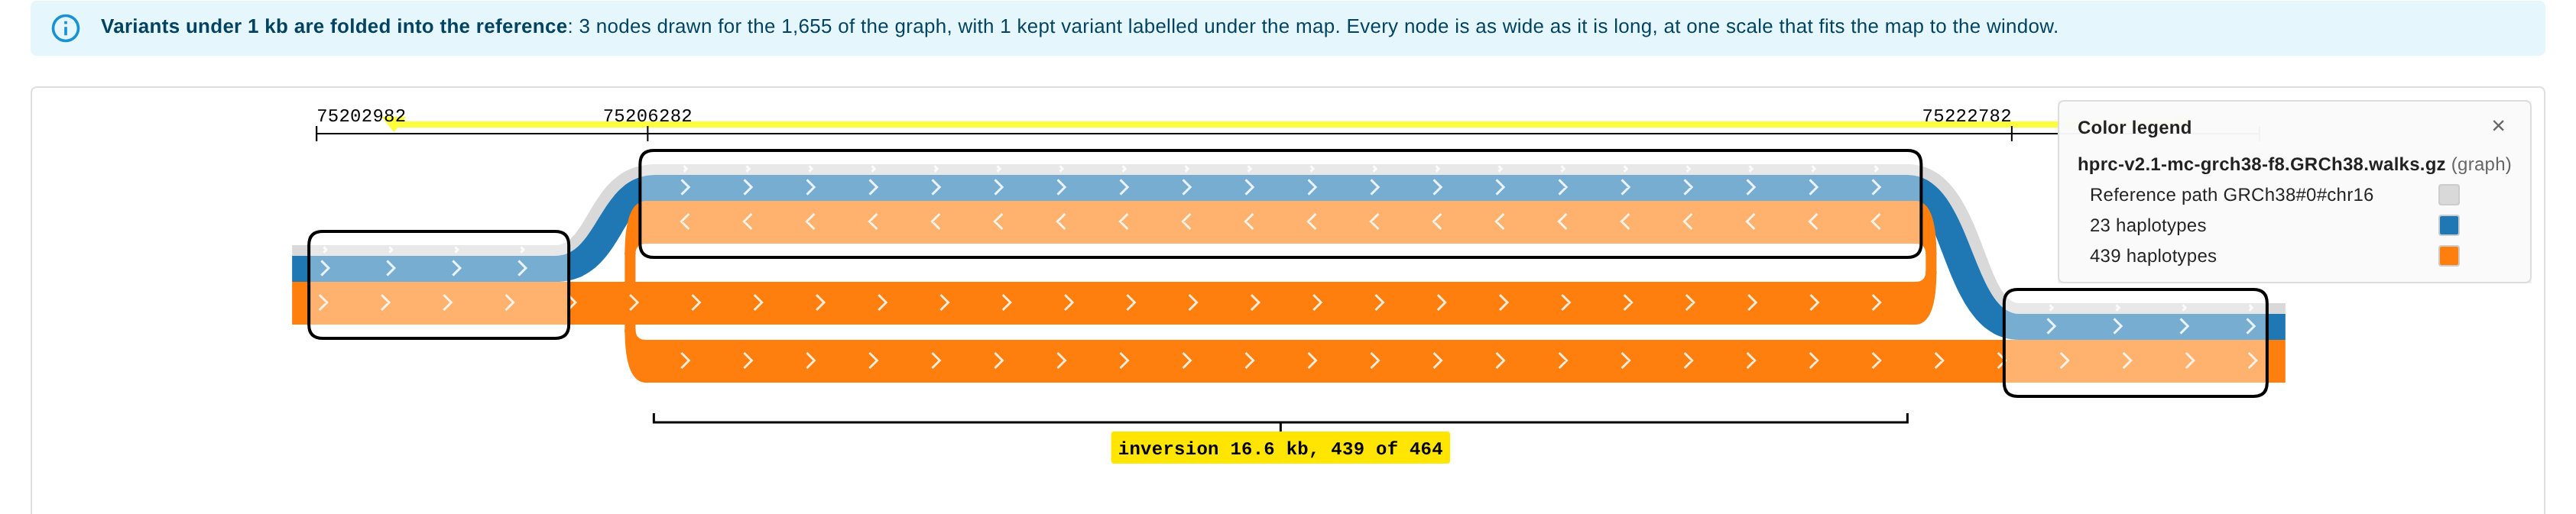 Variants under 1 kb are folded into the reference: 3 nodes drawn for the 1,655 of the graph, with 1 kept variant labelled under the map. Every node is as wide as it is long, at one scale that fits the map to the window.
75202982 75206282 75222782
Color legend ×
hprc-v2.1-mc-grch38-f8.GRCh38.walks.gz (graph)
Reference path GRCh38#0#chr16
23 haplotypes
439 haplotypes
inversion 16.6 kb, 439 of 464